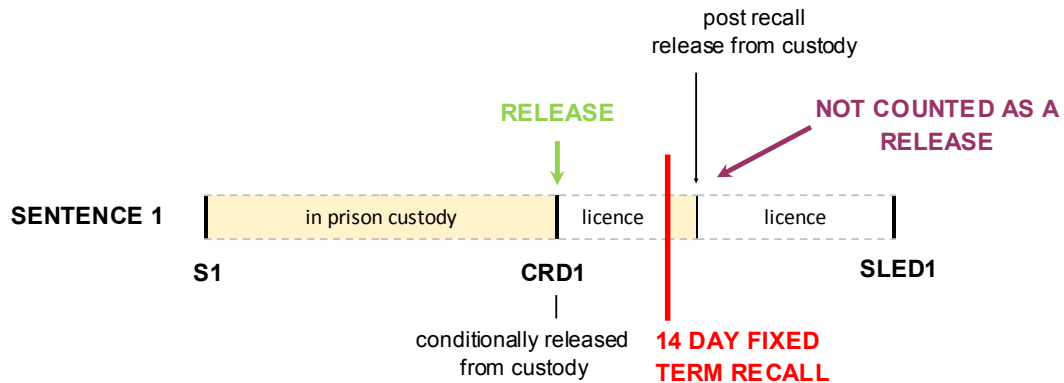 post recall
release from custody
NOT COUNTED AS A
RELEASE
RELEASE
SENTENCE 1
in prison custody
licence
licence
S1
CRD1
SLED1
conditionally released
from custody
14 DAY FIXED
TERM RECALL